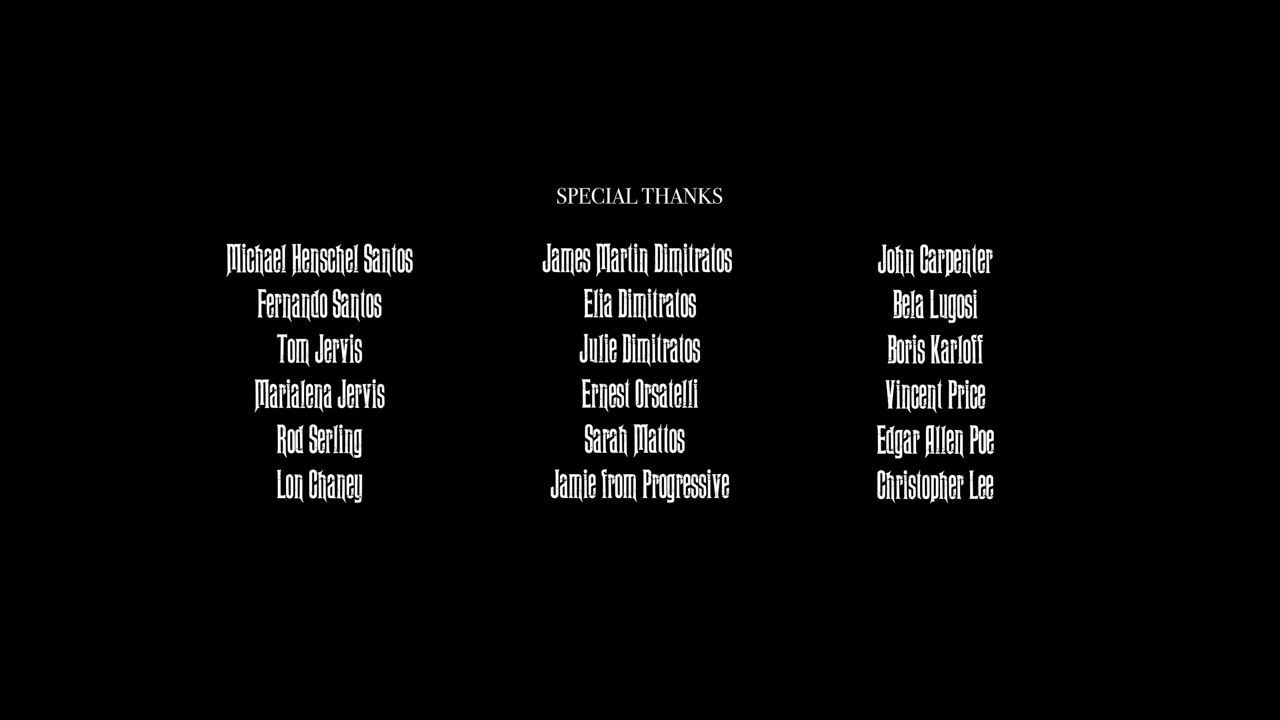 SPECIAL THANKS
Michael Henschel Santos
Fernando Santos
Tom Jervis
Marialena Jervis
Rod Serling
Lon Chaney
James Martin Dimitratos
Elia Dimitratos
Julie Dimitratos
Ernest Orsatelli
Sarah Mattos
Jamie from Progressive
John Carpenter
Bela Lugosi
Boris Karloff
Vincent Price
Edgar Allen Poe
Christopher Lee